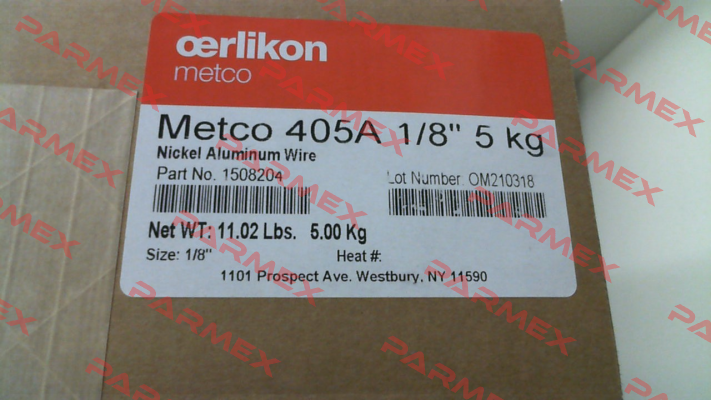 œrlikon
metco
Metco 405A 1/8" 5 kg
Nickel Aluminum Wire
Part No. 1508204 Lot Number. OM210318
Net WT: 11.02 Lbs. 5.00 Kg
Size: 1/8" Heat #:
1101 Prospect Ave. Westbury, NY 11590
PARMEX